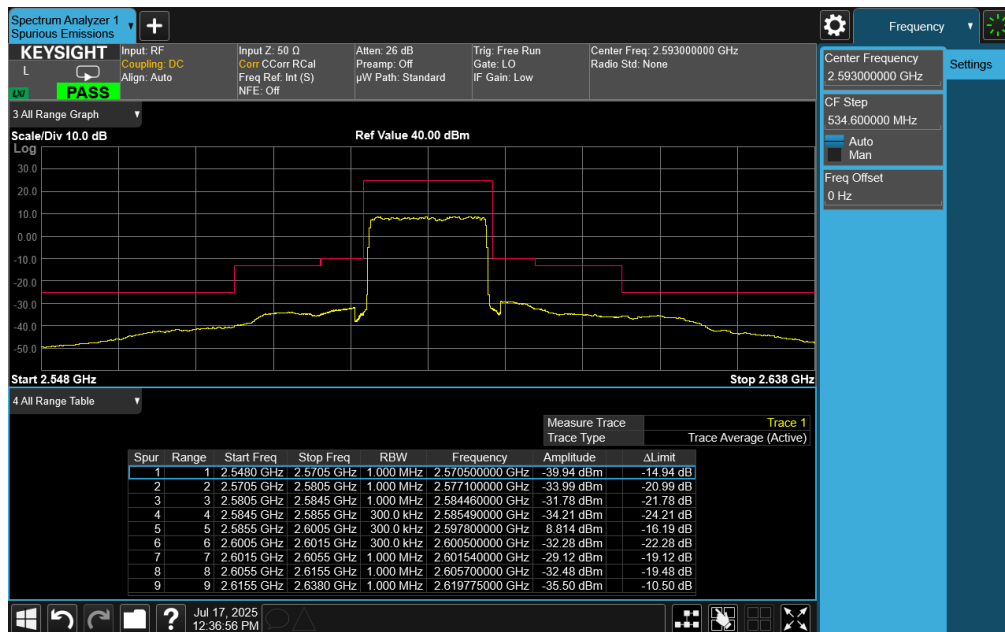 Spectrum Analyzer 1
Spurious Emissions
Frequency
KEYSIGHT
L
LXI
PASS
Input: RF
Coupling: DC
Align: Auto
Input Z: 50 Ω
Corr CCorr RCal
Freq Ref: Int (S)
NFE: Off
Atten: 26 dB
Preamp: Off
µW Path: Standard
Trig: Free Run
Gate: LO
IF Gain: Low
Center Freq: 2.593000000 GHz
Radio Std: None
Center Frequency
2.593000000 GHz
Settings
CF Step
534.600000 MHz
Auto
Man
Freq Offset
0 Hz
3 All Range Graph
Scale/Div 10.0 dB
Ref Value 40.00 dBm
Log
30.0
20.0
10.0
0.00
-10.0
-20.0
-30.0
-40.0
-50.0
Start 2.548 GHz
Stop 2.638 GHz
4 All Range Table
Measure Trace Trace 1
Trace Type Trace Average (Active)
Spur Range Start Freq Stop Freq RBW Frequency Amplitude ΔLimit
1 1 2.5480 GHz 2.5705 GHz 1.000 MHz 2.570500000 GHz -39.94 dBm -14.94 dB
2 2 2.5705 GHz 2.5805 GHz 1.000 MHz 2.577100000 GHz -33.99 dBm -20.99 dB
3 3 2.5805 GHz 2.5845 GHz 1.000 MHz 2.584460000 GHz -31.78 dBm -21.78 dB
4 4 2.5845 GHz 2.5855 GHz 300.0 kHz 2.585490000 GHz -34.21 dBm -24.21 dB
5 5 2.5855 GHz 2.6005 GHz 300.0 kHz 2.597800000 GHz 8.814 dBm -16.19 dB
6 6 2.6005 GHz 2.6015 GHz 300.0 kHz 2.600500000 GHz -32.28 dBm -22.28 dB
7 7 2.6015 GHz 2.6055 GHz 1.000 MHz 2.601540000 GHz -29.12 dBm -19.12 dB
8 8 2.6055 GHz 2.6155 GHz 1.000 MHz 2.605700000 GHz -32.48 dBm -19.48 dB
9 9 2.6155 GHz 2.6380 GHz 1.000 MHz 2.619775000 GHz -35.50 dBm -10.50 dB
Jul 17, 2025
12:36:56 PM